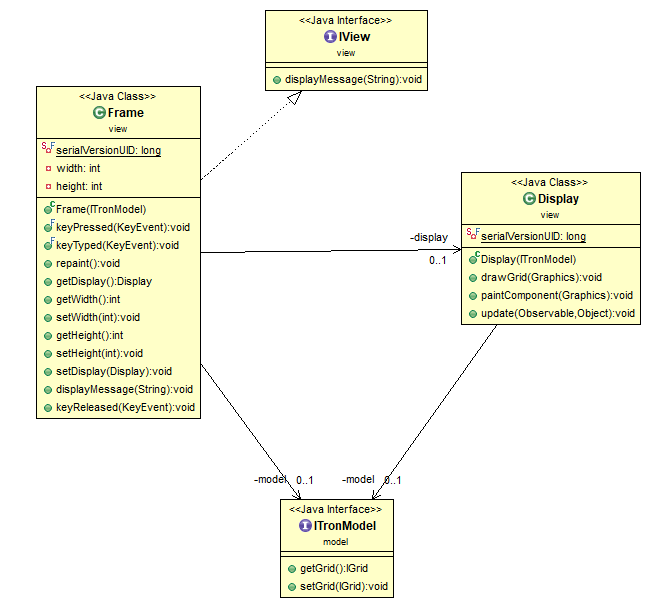 <<Java Interface>>
IView
view
displayMessage(String):void
<<Java Class>>
Frame
view
serialVersionUID: long
width: int
height: int
Frame(ITronModel)
keyPressed(KeyEvent):void
keyTyped(KeyEvent):void
repaint():void
getDisplay():Display
getWidth():int
setWidth(int):void
getHeight():int
setHeight(int):void
setDisplay(Display):void
displayMessage(String):void
keyReleased(KeyEvent):void
-display
0..1
<<Java Class>>
Display
view
serialVersionUID: long
Display(ITronModel)
drawGrid(Graphics):void
paintComponent(Graphics):void
update(Observable,Object):void
-model 0..1
-model 0..1
<<Java Interface>>
ITronModel
model
getGrid():IGrid
setGrid(IGrid):void